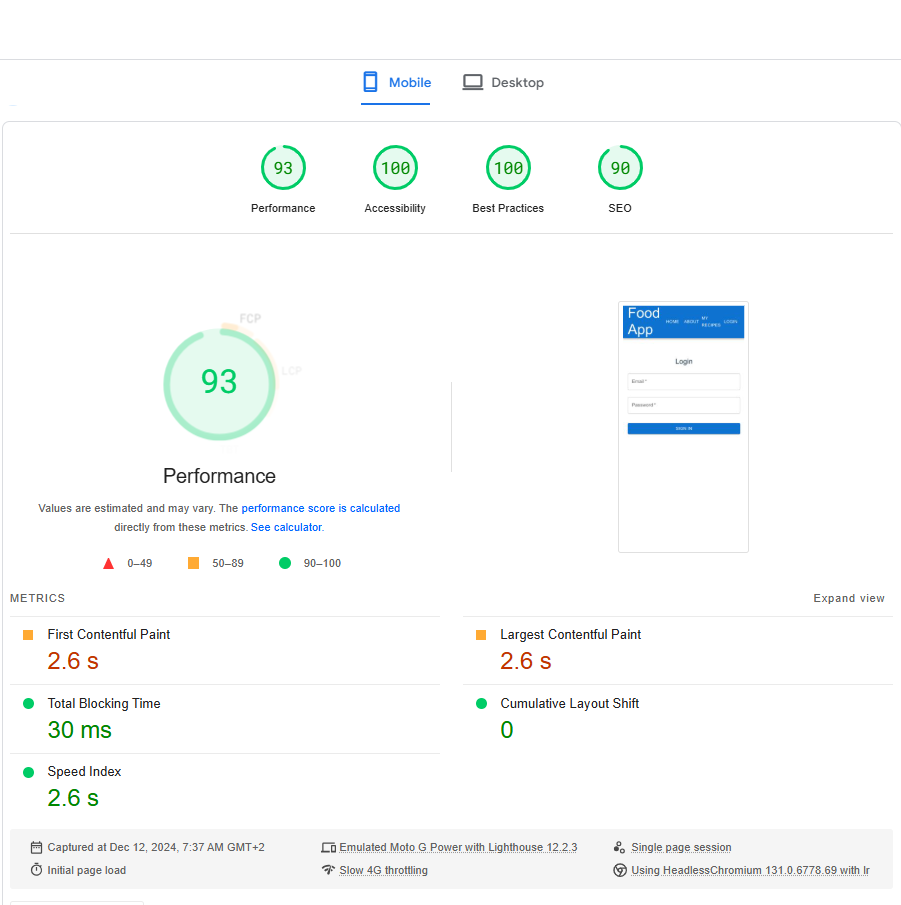 Mobile
Desktop
93
100
100
90
Performance
Accessibility
Best Practices
SEO
FCP
LCP
93
Performance
Values are estimated and may vary. The performance score is calculated
directly from these metrics. See calculator.
0–49
50–89
90–100
Food
App
HOME
ABOUT
MY
RECIPES
LOGIN
Login
Email *
Password *
SIGN IN
METRICS
Expand view
First Contentful Paint
2.6 s
Largest Contentful Paint
2.6 s
Total Blocking Time
30 ms
Cumulative Layout Shift
0
Speed Index
2.6 s
Captured at Dec 12, 2024, 7:37 AM GMT+2
Emulated Moto G Power with Lighthouse 12.2.3
Single page session
Initial page load
Slow 4G throttling
Using HeadlessChromium 131.0.6778.69 with lr